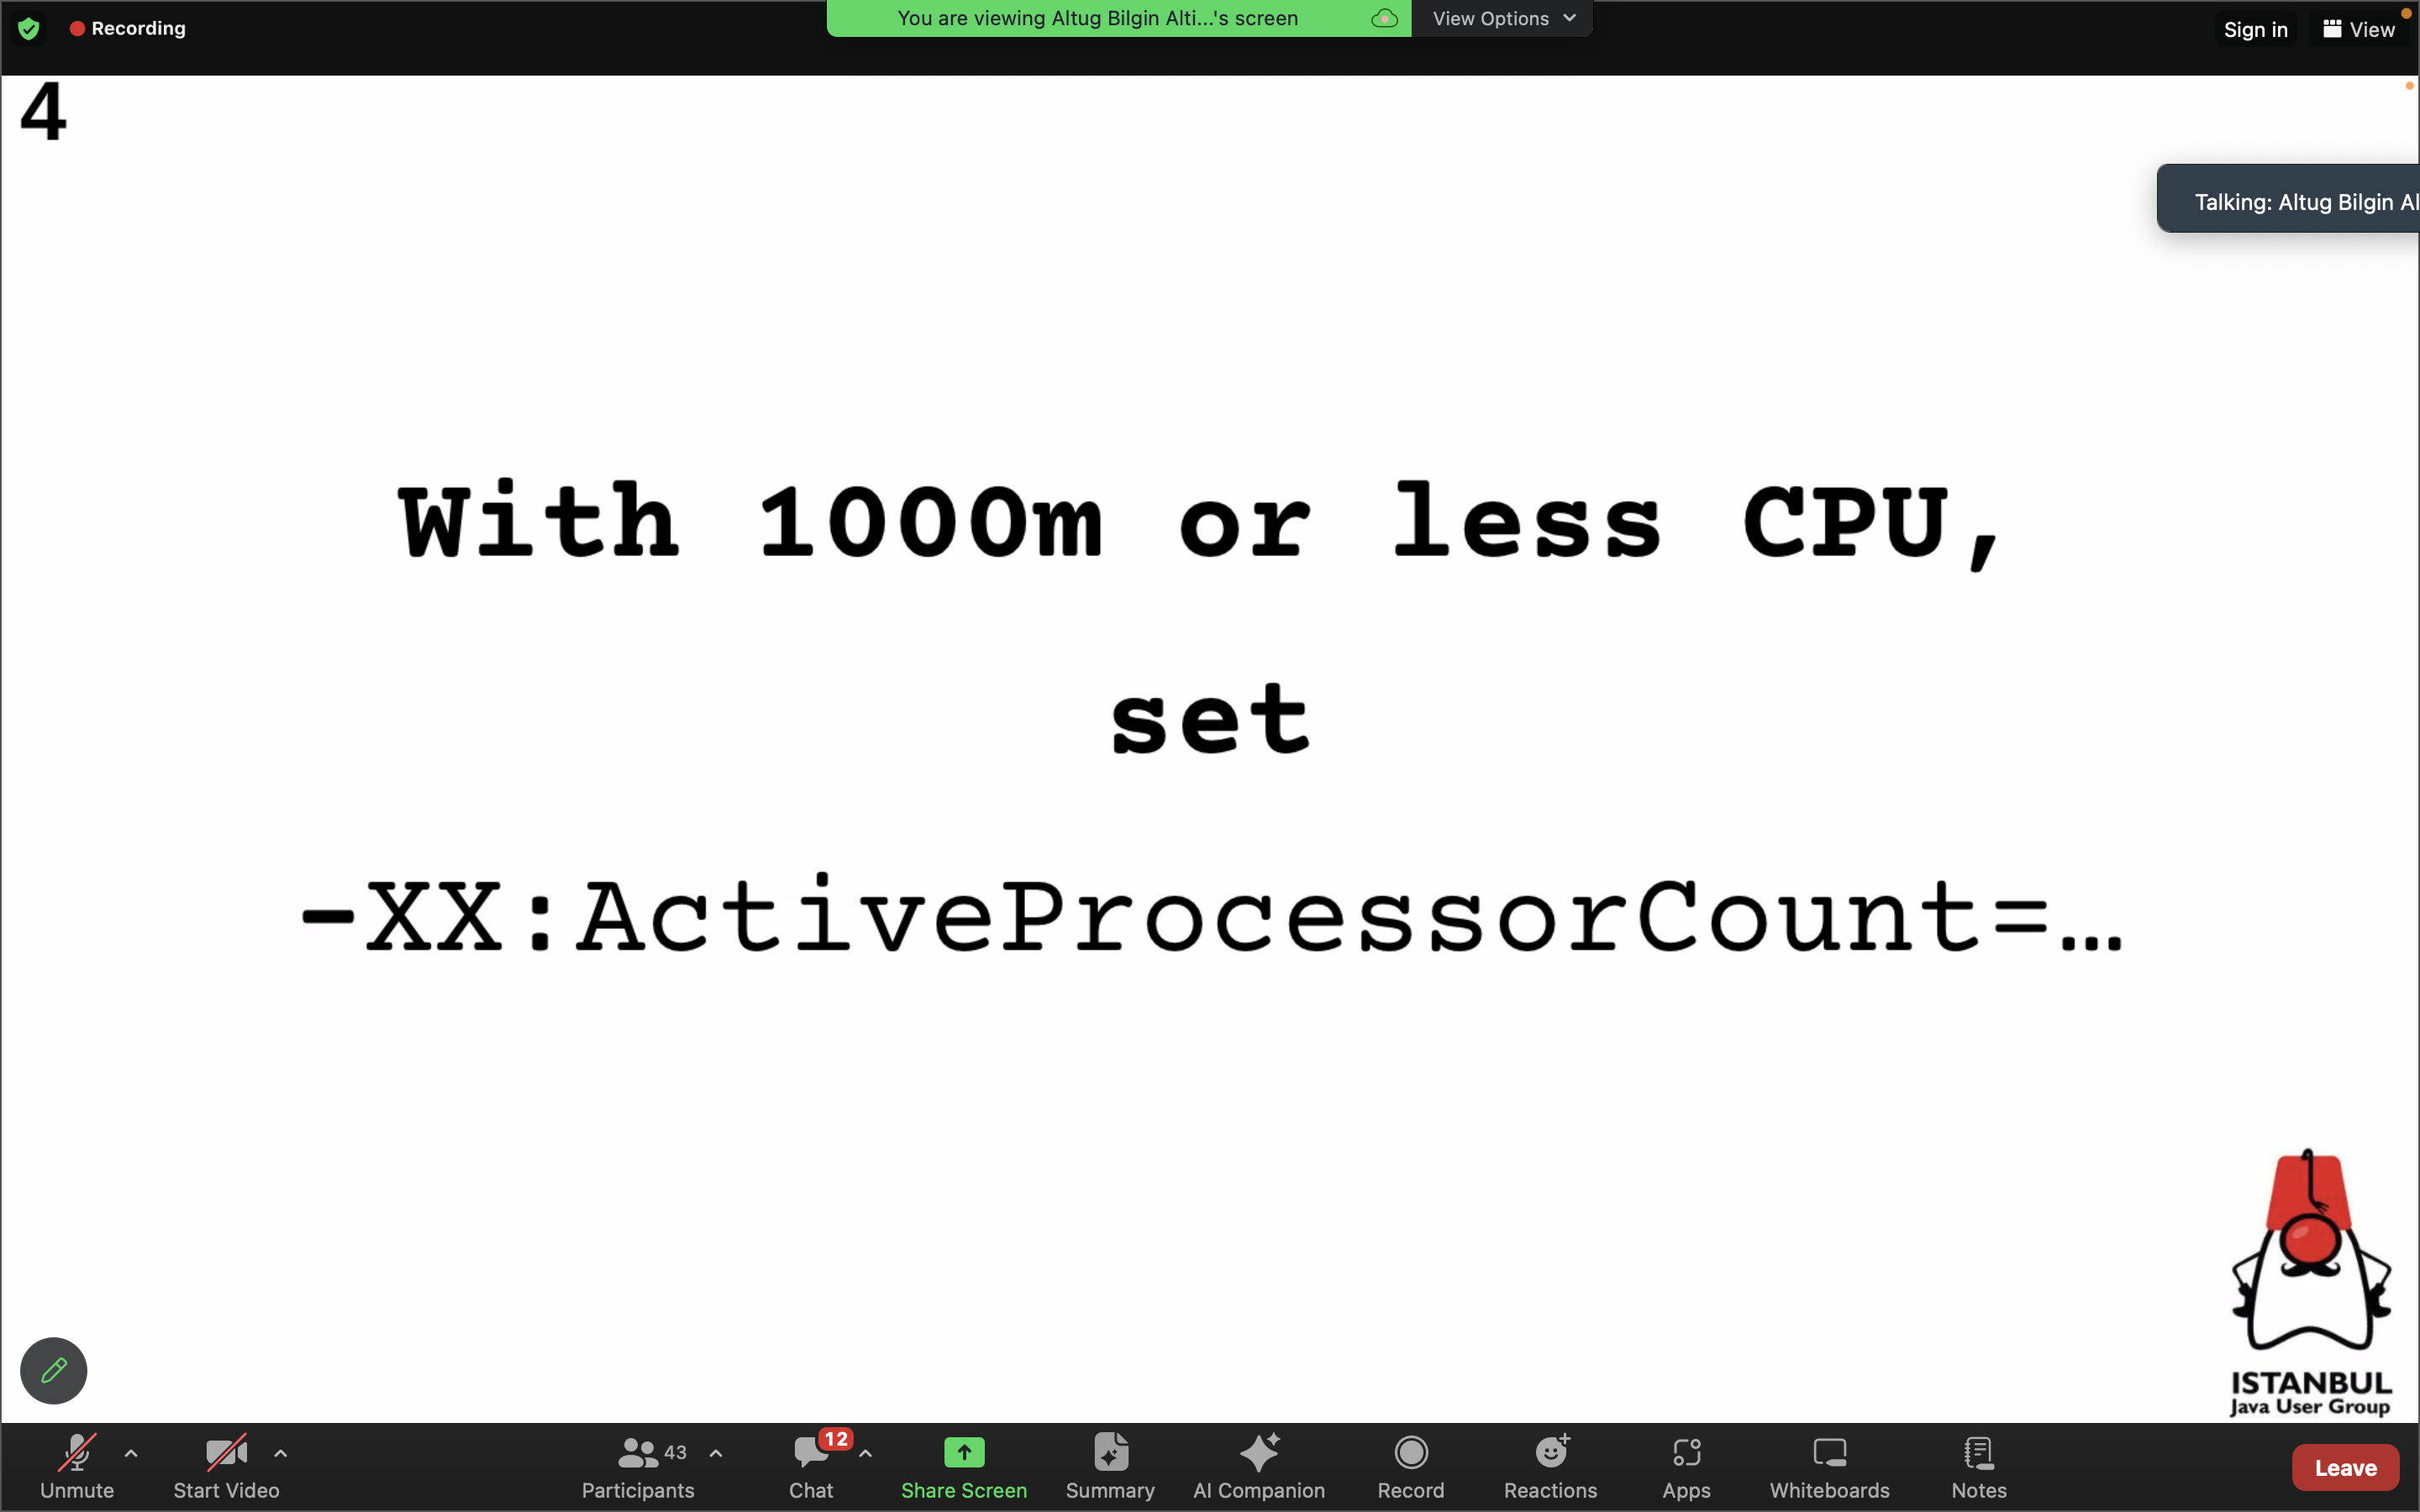 Recording
You are viewing Altug Bilgin Alti...'s screen
View Options
Sign in
View
4
Talking: Altug Bilgin Al
With 1000m or less CPU,
set
-XX:ActiveProcessorCount=…
ISTANBUL
Java User Group
Unmute
Start Video
43
Participants
12
Chat
Share Screen
Summary
AI Companion
Record
Reactions
Apps
Whiteboards
Notes
Leave